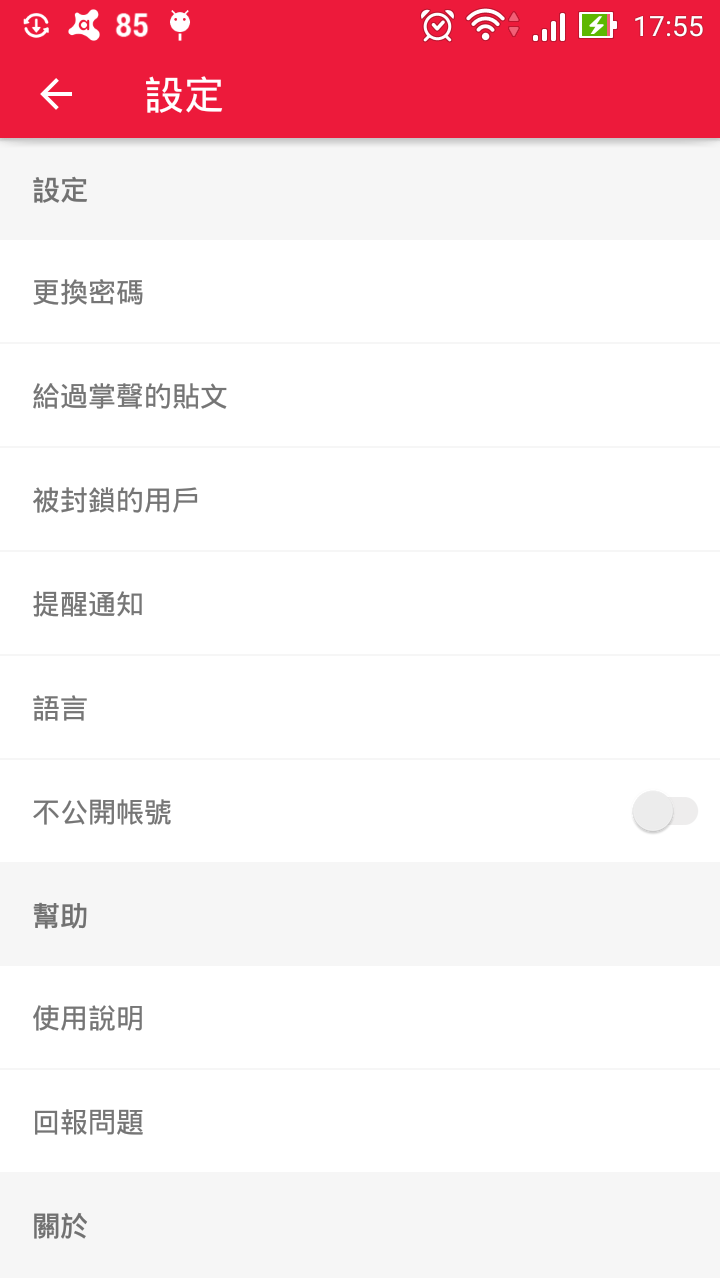 85 17:55
設定
設定
更換密碼
給過掌聲的貼文
被封鎖的用戶
提醒通知
語言
不公開帳號
幫助
使用說明
回報問題
關於